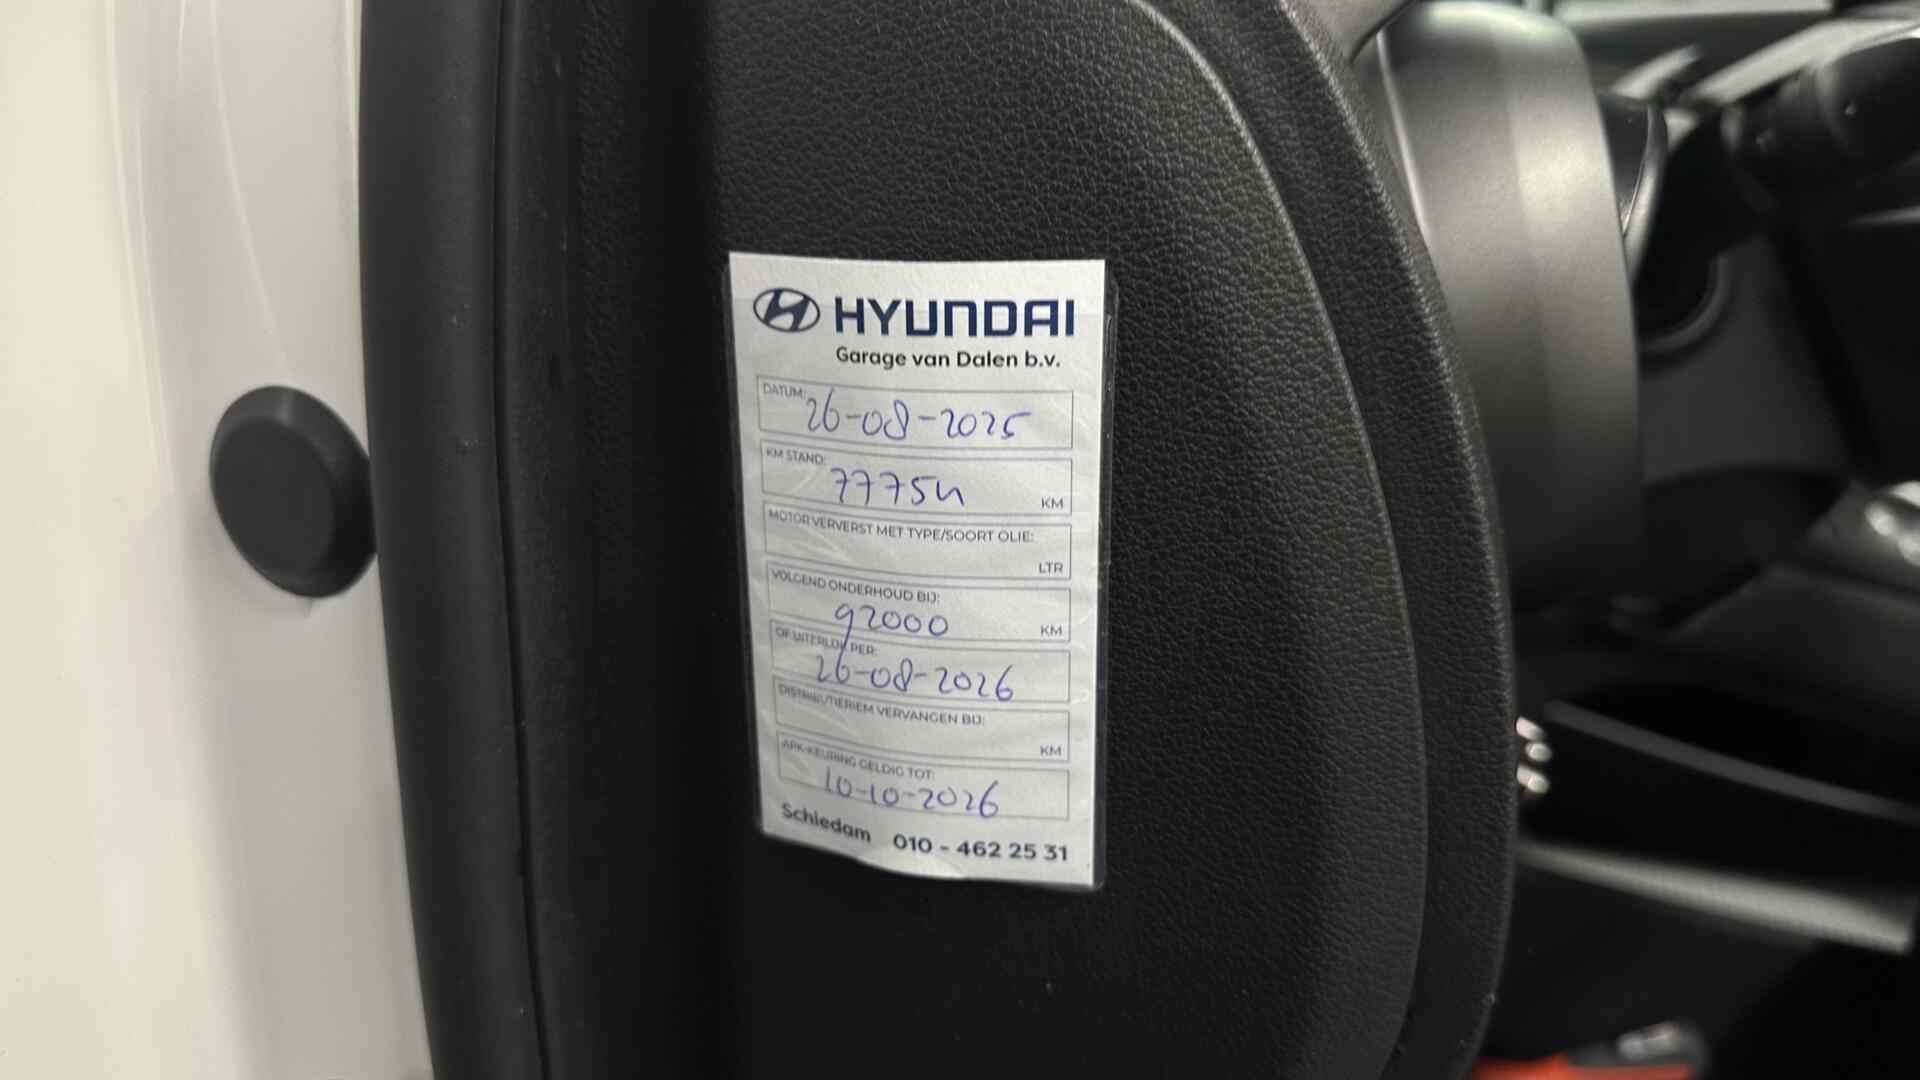 HYUNDAI
Garage van Dalen b.v.
DATUM: 26-08-2025
KM STAND: 77754 KM
MOTOR VERVERST MET TYPE/SOORT OLIE:
LTR
VOLGEND ONDERHOUD BIJ:
92000 KM
OF UITERLIJK PER:
26-08-2026
DISTRIBUTIERIEM VERVANGEN BIJ:
KM
APK-KEURING GELDIG TOT:
10-10-2026
Schiedam 010 - 462 25 31